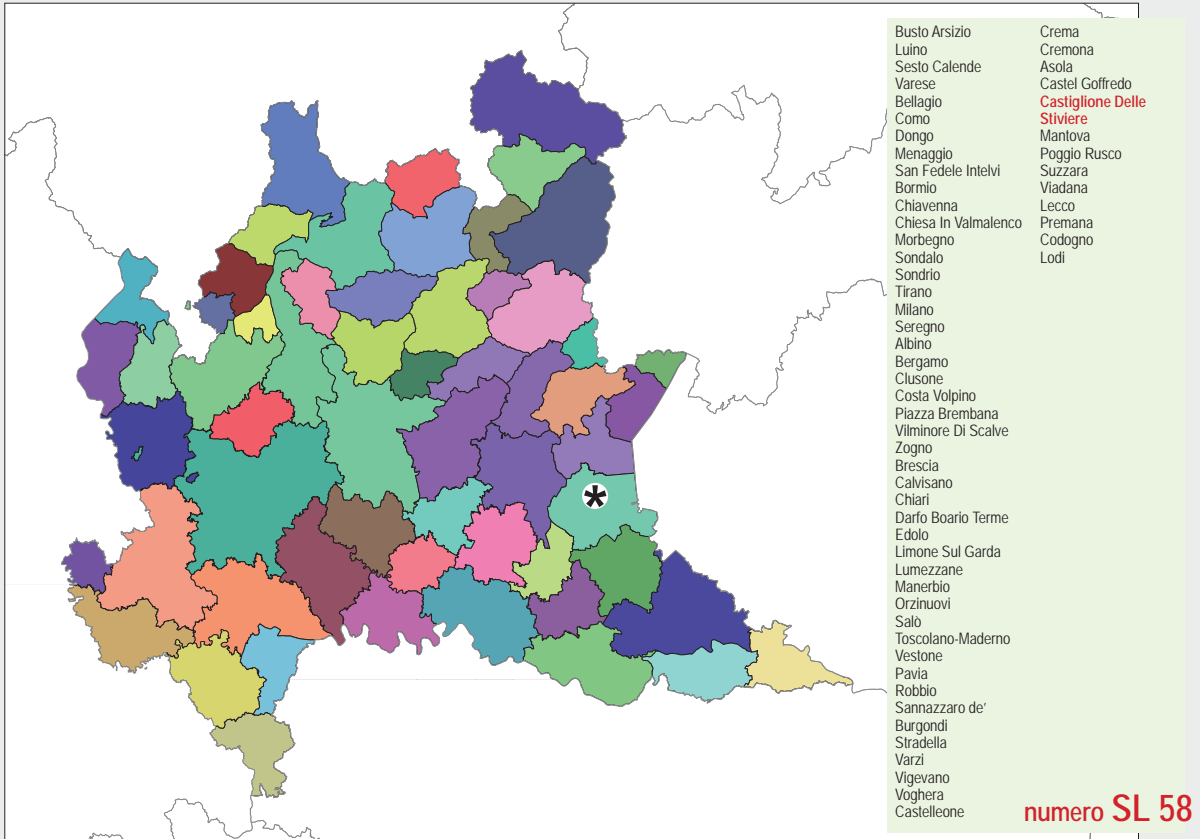 Busto Arsizio
Luino
Sesto Calende
Varese
Bellagio
Como
Dongo
Menaggio
San Fedele Intelvi
Bormio
Chiavenna
Chiesa In Valmalenco
Morbegno
Sondalo
Sondrio
Tirano
Milano
Seregno
Albino
Bergamo
Clusone
Costa Volpino
Piazza Brembana
Vilminore Di Scalve
Zogno
Brescia
Calvisano
Chiari
Darfo Boario Terme
Edolo
Limone Sul Garda
Lumezzane
Manerbio
Orzinuovi
Salò
Toscolano-Maderno
Vestone
Pavia
Robbio
Sannazzaro de'
Burgondi
Stradella
Varzi
Vigevano
Voghera
Castelleone
Crema
Cremona
Asola
Castel Goffredo
Castiglione Delle
Stiviere
Mantova
Poggio Rusco
Suzzara
Viadana
Lecco
Premana
Codogno
Lodi
*
numero SL 58